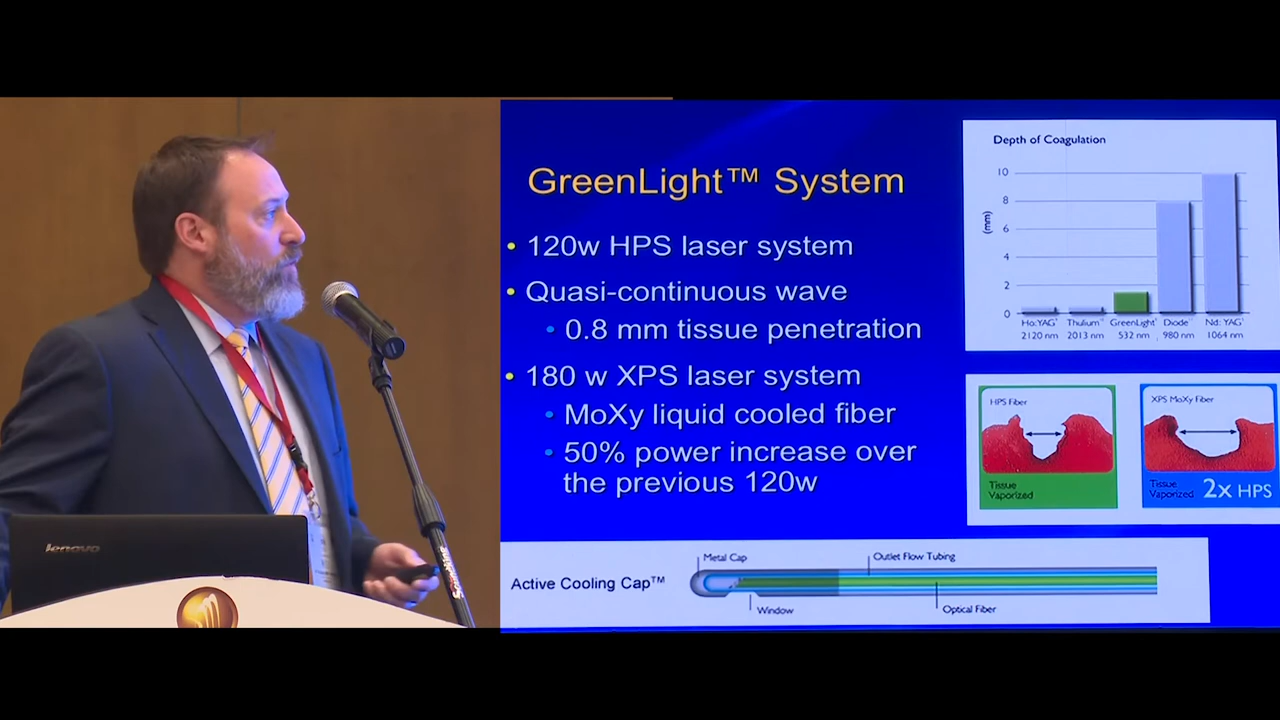 lenovo
GreenLight™ System
• 120w HPS laser system
• Quasi-continuous wave
• 0.8 mm tissue penetration
• 180 w XPS laser system
• MoXy liquid cooled fiber
• 50% power increase over
the previous 120w
Depth of Coagulation
(mm)
10
8
6
4
2
0
Ho:YAG Thulium GreenLight Diode Nd: YAG
2120 nm 2013 nm 532 nm 980 nm 1064 nm
HPS Fiber
Tissue
Vaporized
XPS MoXy Fiber
Tissue
Vaporized 2x HPS
Active Cooling Cap™
Metal Cap
Outlet Flow Tubing
Window
Optical Fiber